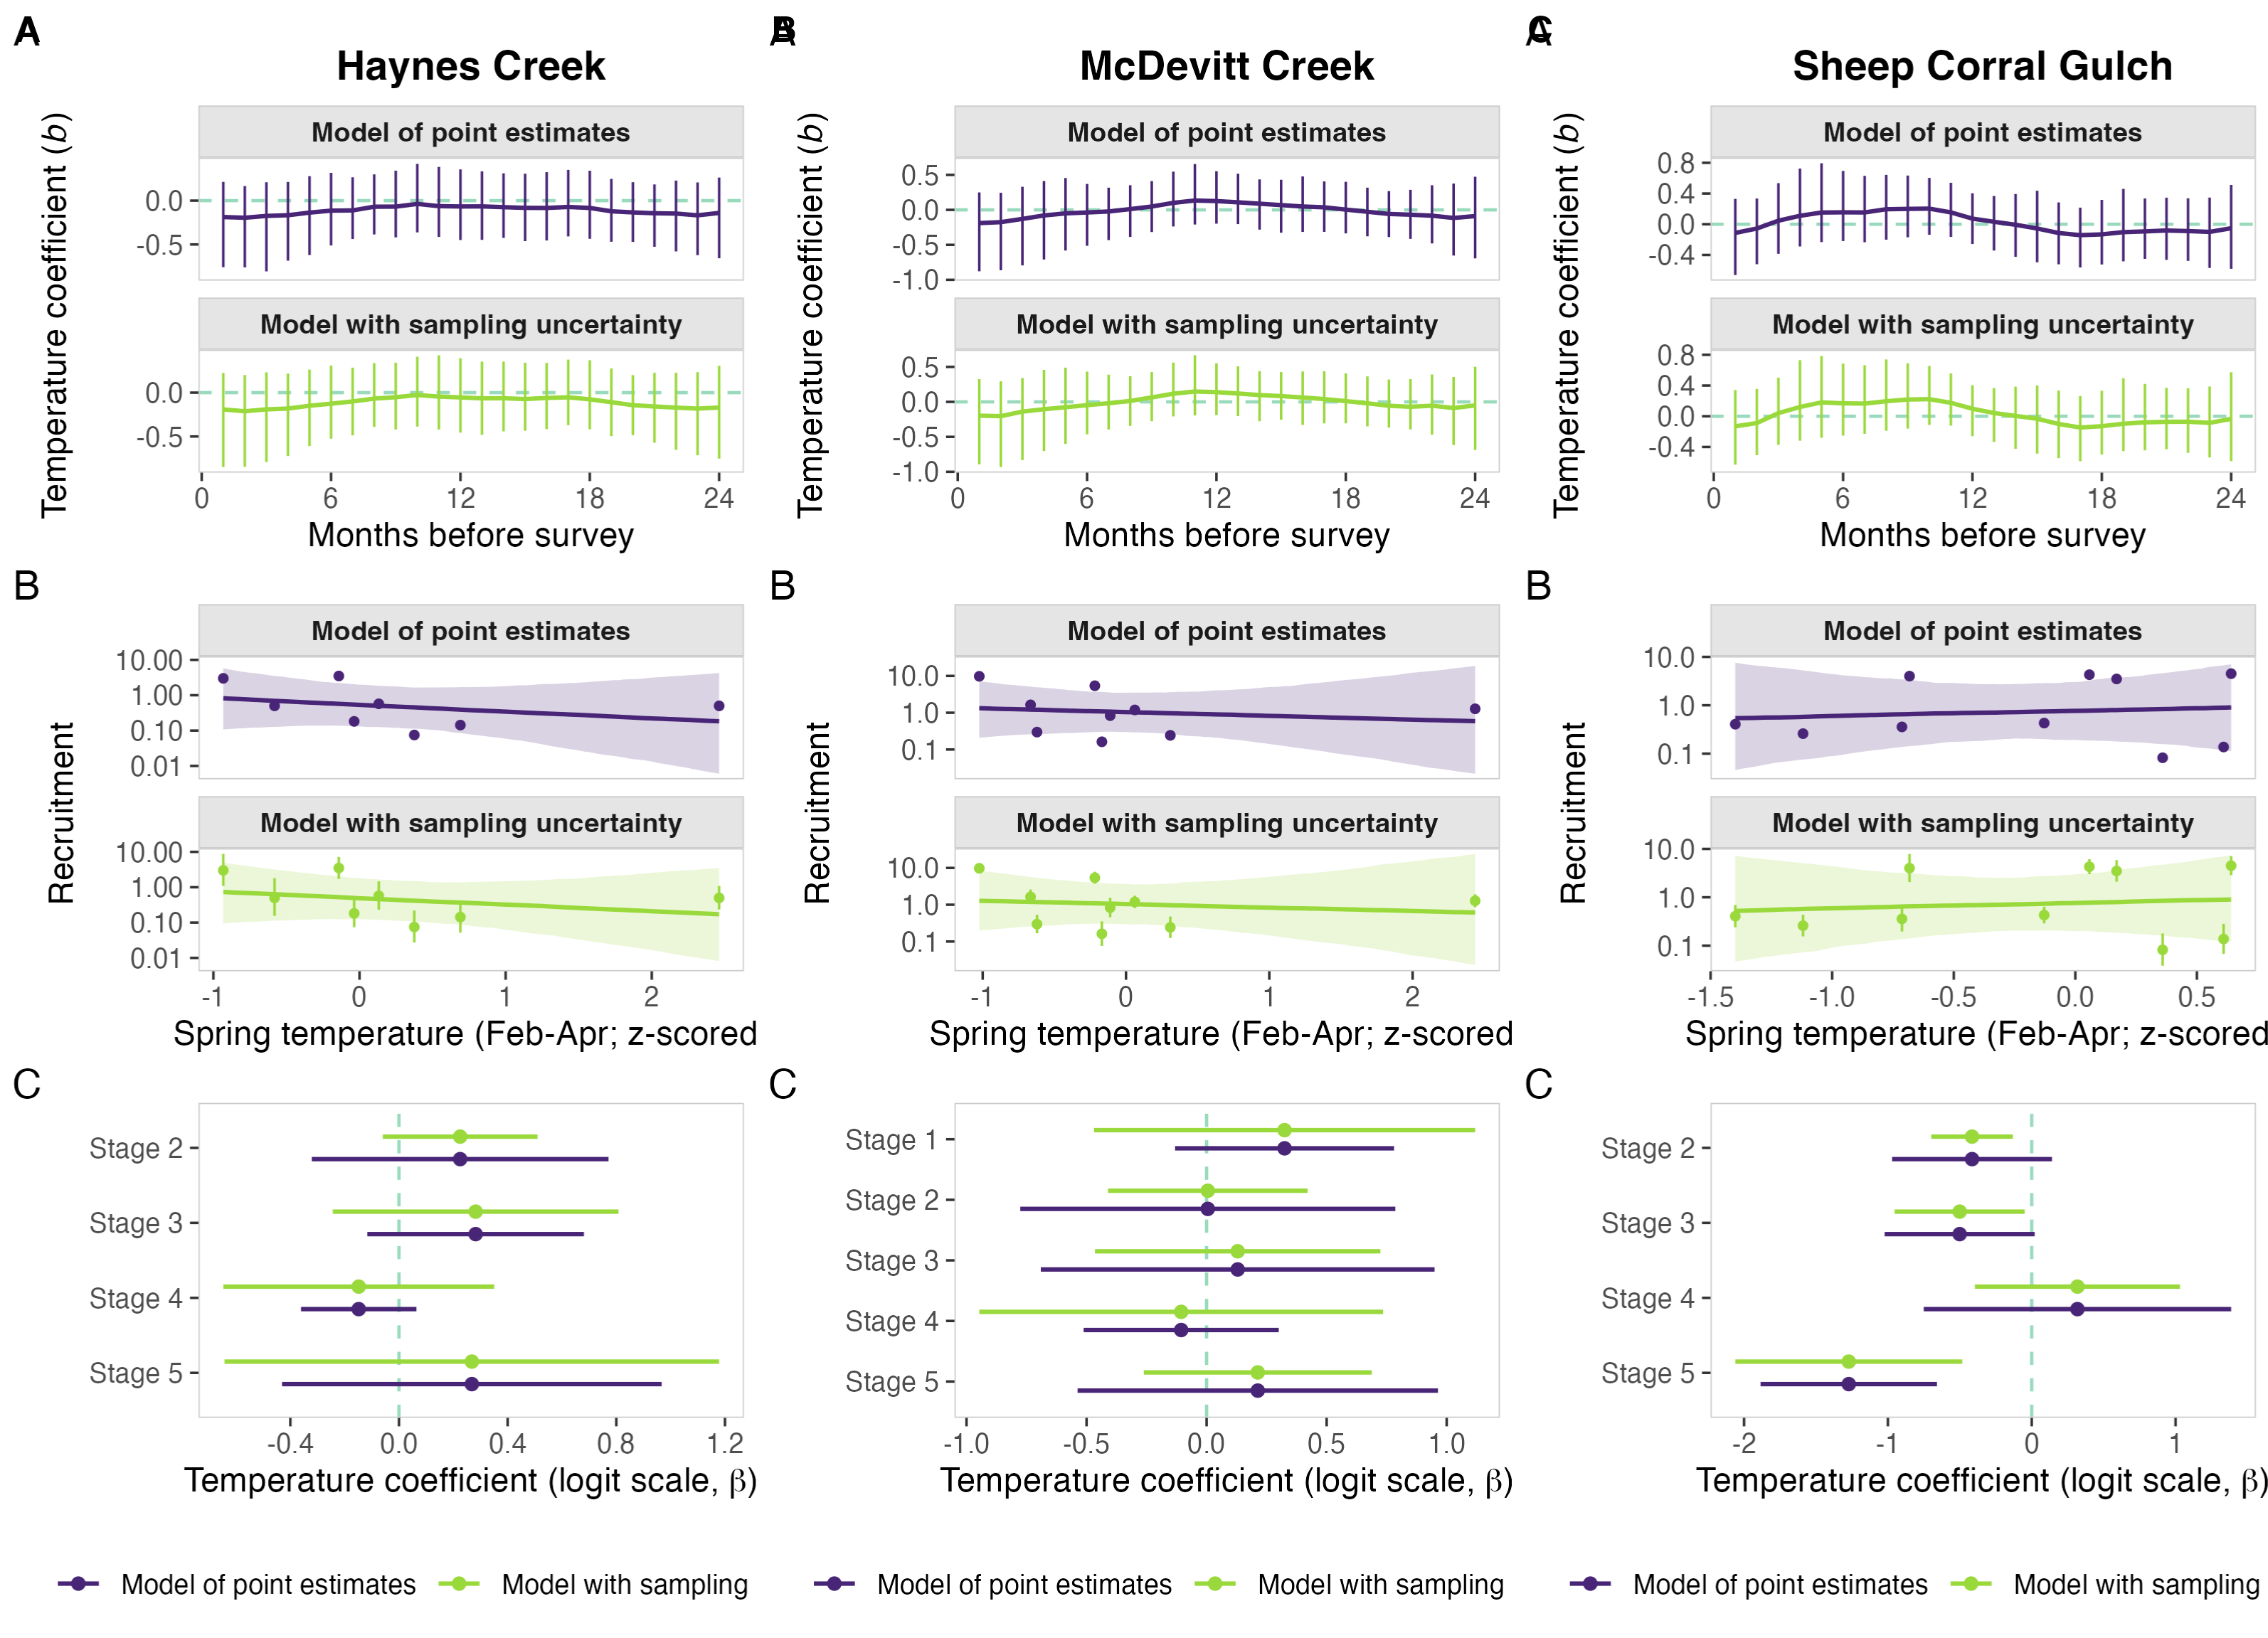 A
Haynes Creek
Temperature coefficient (b)
Model of point estimates
0.0
-0.5
Model with sampling uncertainty
0.0
-0.5
0 6 12 18 24
Months before survey
B
Recruitment
Model of point estimates
10.00
1.00
0.10
0.01
Model with sampling uncertainty
10.00
1.00
0.10
0.01
-1 0 1 2
Spring temperature (Feb-Apr; z-scored
C
Stage 2
Stage 3
Stage 4
Stage 5
-0.4 0.0 0.4 0.8 1.2
Temperature coefficient (logit scale, β)
Model of point estimates Model with sampling
A B
McDevitt Creek
Temperature coefficient (b)
Model of point estimates
0.5
0.0
-0.5
-1.0
Model with sampling uncertainty
0.5
0.0
-0.5
-1.0
0 6 12 18 24
Months before survey
B
Recruitment
Model of point estimates
10.0
1.0
0.1
Model with sampling uncertainty
10.0
1.0
0.1
-1 0 1 2
Spring temperature (Feb-Apr; z-scored
C
Stage 1
Stage 2
Stage 3
Stage 4
Stage 5
-1.0 -0.5 0.0 0.5 1.0
Temperature coefficient (logit scale, β)
Model of point estimates Model with sampling
A C
Sheep Corral Gulch
Temperature coefficient (b)
Model of point estimates
0.8
0.4
0.0
-0.4
Model with sampling uncertainty
0.8
0.4
0.0
-0.4
0 6 12 18 24
Months before survey
B
Recruitment
Model of point estimates
10.0
1.0
0.1
Model with sampling uncertainty
10.0
1.0
0.1
-1.5 -1.0 -0.5 0.0 0.5
Spring temperature (Feb-Apr; z-scored
C
Stage 2
Stage 3
Stage 4
Stage 5
-2 -1 0 1
Temperature coefficient (logit scale, β)
Model of point estimates Model with sampling